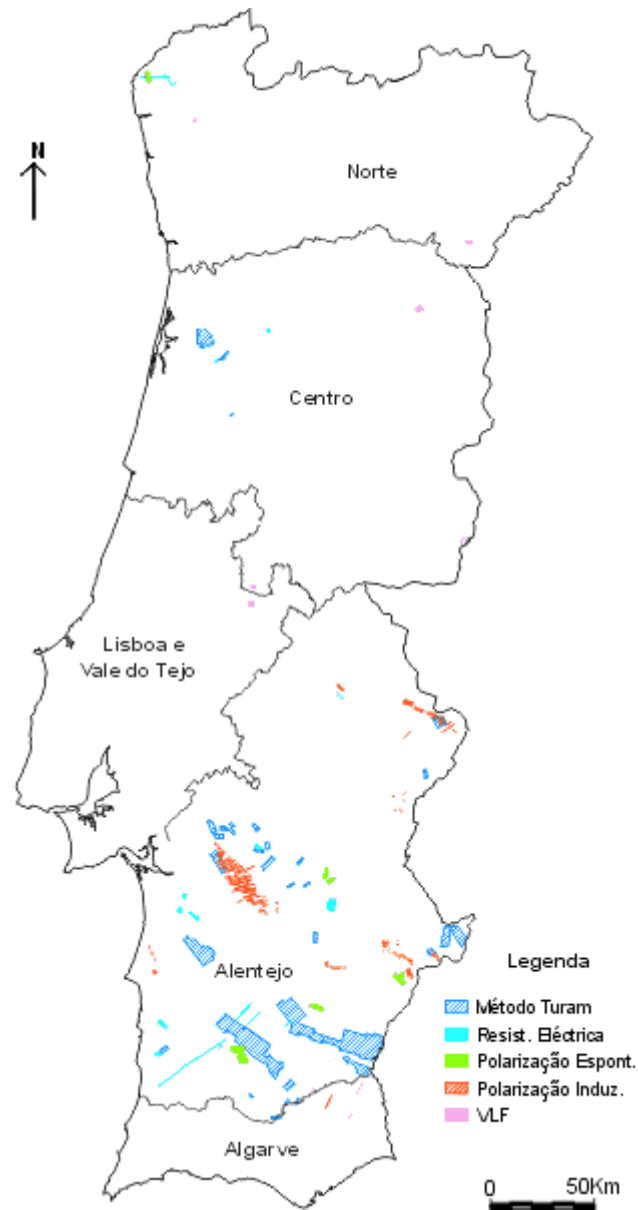 N
Norte
Centro
Lisboa e
Vale do Tejo
Alentejo
Algarve
Legenda
Método Turam
Resist. Eléctrica
Polarização Espont.
Polarização Induz.
VLF
0 50Km